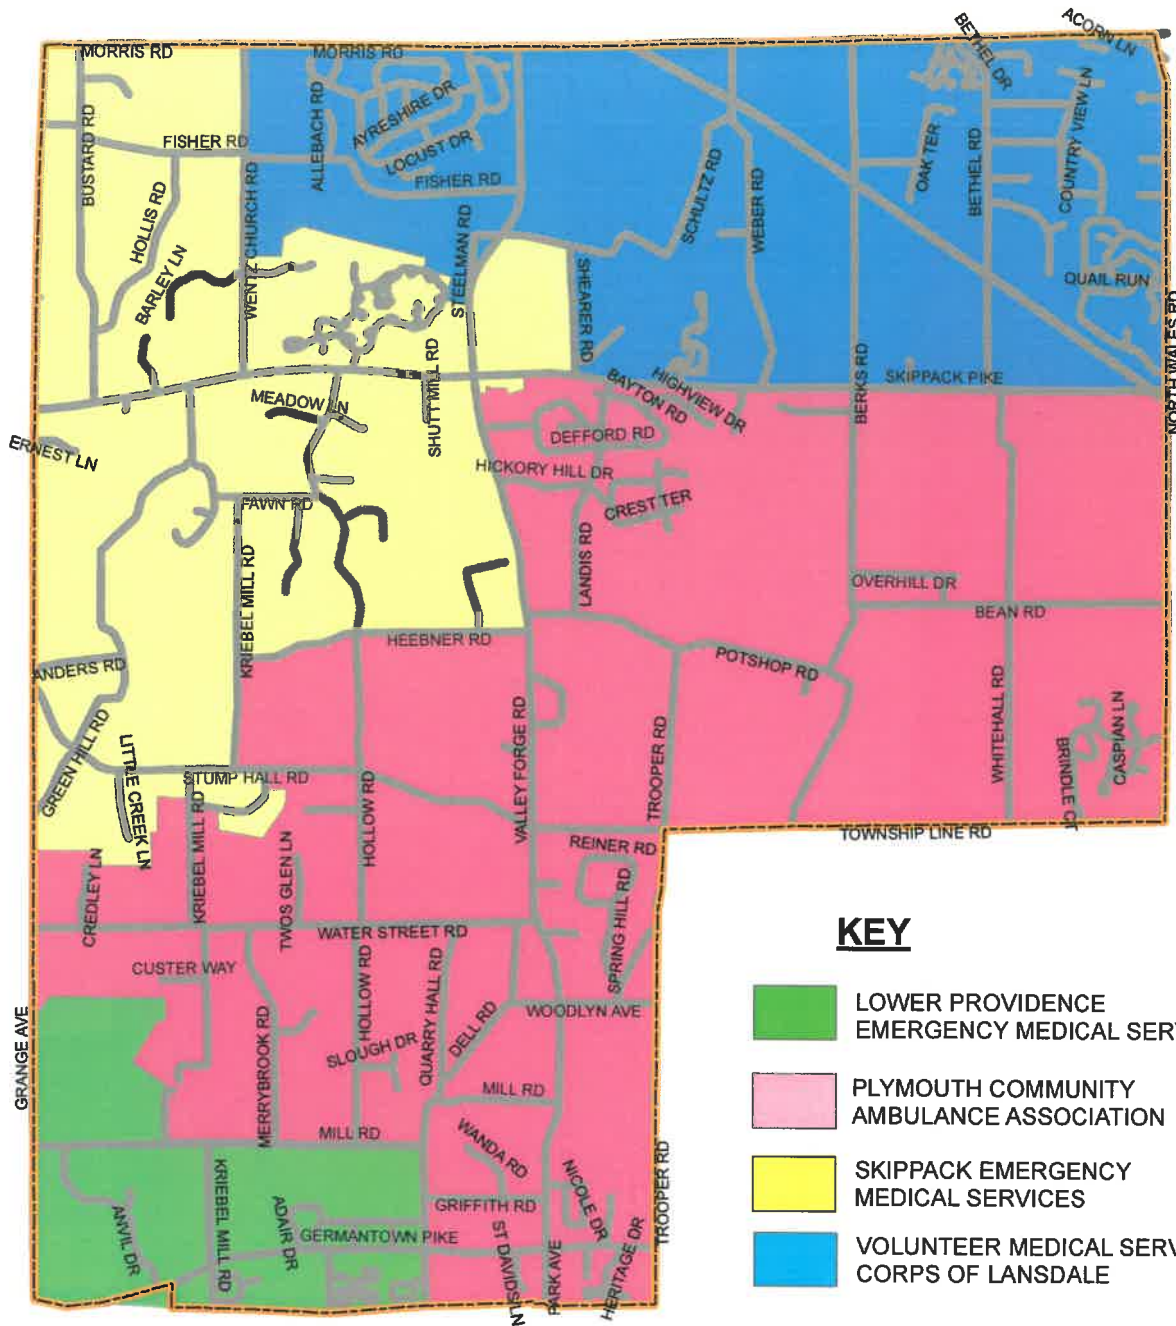 ACORN LN
BETHEL DR
MORRIS RD
MORRIS RD
BUSTARD RD
FISHER RD
ALLEBACH RD
AYRESHIRE DR
LOCUST DR
FISHER RD
OAK TER
BETHEL RD
COUNTRY VIEW LN
HOLLIS RD
BARLEY LN
WENTZ CHURCH RD
STEELMAN RD
SCHULTZ RD
WEBER RD
SHEARER RD
QUAIL RUN
NORTH WALES RD
SKIPPACK PIKE
BERKS RD
MEADOW LN
SHUTT MILL RD
BAYTON RD
HIGHVIEW DR
DEFFORD RD
ERNEST LN
HICKORY HILL DR
CREST TER
FAWN RD
LANDIS RD
KRIEBEL MILL RD
OVERHILL DR
BEAN RD
HEEBNER RD
ANDERS RD
POTSHOP RD
GREEN HILL RD
LITTLE CREEK LN
STUMP HALL RD
VALLEY FORGE RD
TROOPER RD
WHITEHALL RD
BRINDLE CT
CASPIAN LN
KRIEBEL MILL RD
HOLLOW RD
TOWNSHIP LINE RD
REINER RD
CREDLEY LN
TWOS GLEN LN
SPRING HILL RD
WATER STREET RD
CUSTER WAY
HOLLOW RD
QUARRY HALL RD
DELL RD
WOODLYN AVE
GRANGE AVE
MERRYBROOK RD
SLOUGH DR
MILL RD
MILL RD
WANDA RD
NICOLE DR
TROOPER RD
KRIEBEL MILL RD
ANVIL DR
ADAIR DR
GRIFFITH RD
GERMANTOWN PIKE
ST DAVIDS LN
PARK AVE
HERITAGE DR
KEY
LOWER PROVIDENCE
EMERGENCY MEDICAL SER
PLYMOUTH COMMUNITY
AMBULANCE ASSOCIATION
SKIPPACK EMERGENCY
MEDICAL SERVICES
VOLUNTEER MEDICAL SERV
CORPS OF LANSDALE